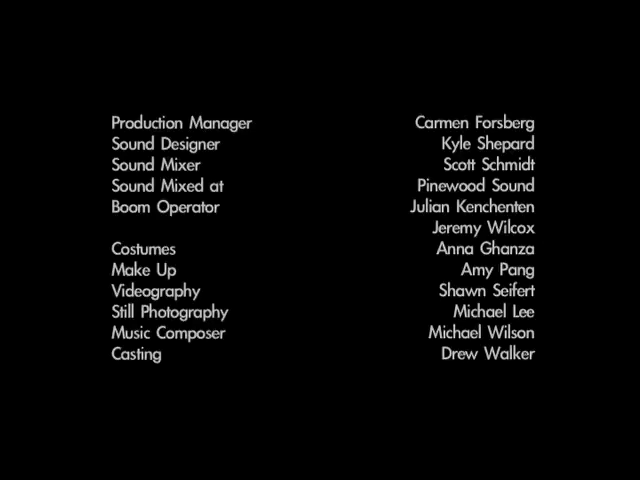 Production Manager Carmen Forsberg
Sound Designer Kyle Shepard
Sound Mixer Scott Schmidt
Sound Mixed at Pinewood Sound
Boom Operator Julian Kenchenten
Jeremy Wilcox
Costumes Anna Ghanza
Make Up Amy Pang
Videography Shawn Seifert
Still Photography Michael Lee
Music Composer Michael Wilson
Casting Drew Walker